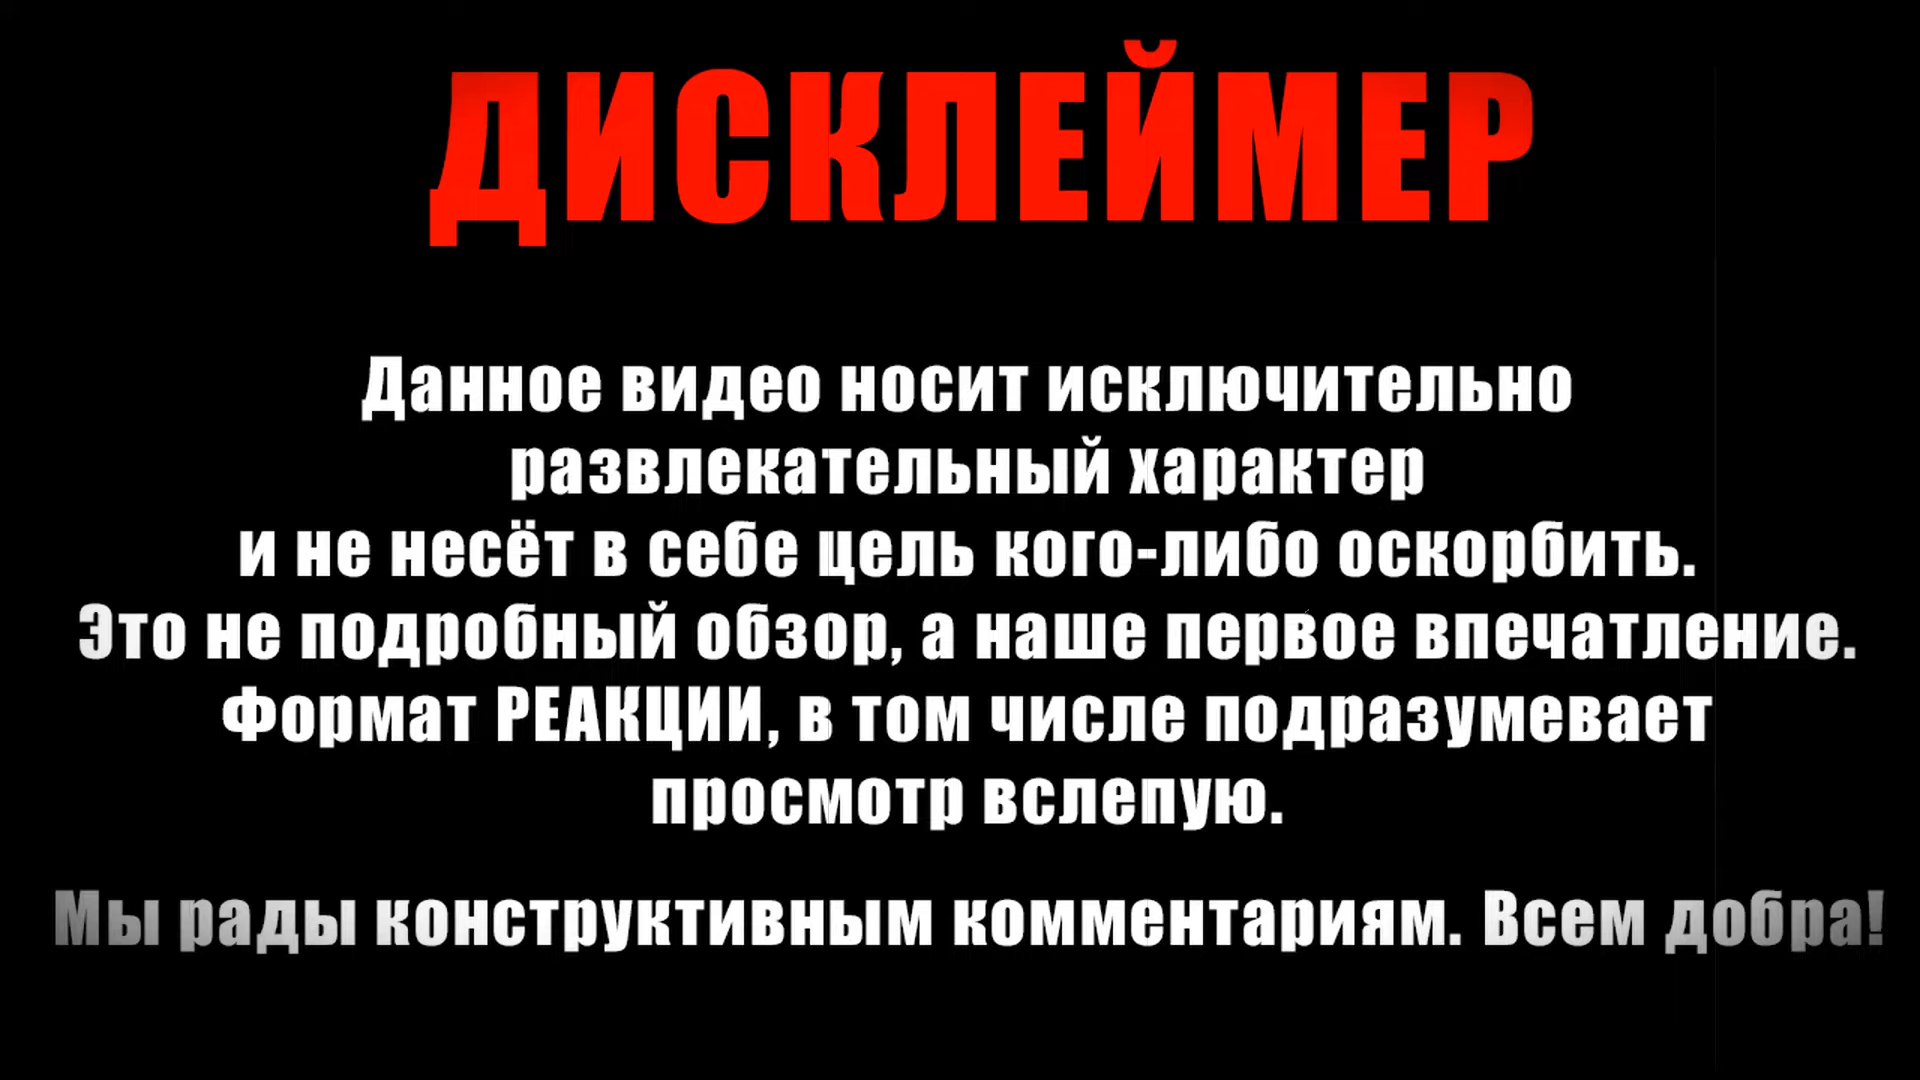 ДИСКЛЕЙМЕР
Данное видео носит исключительно
развлекательный характер
и не несёт в себе цель кого-либо оскорбить.
Это не подробный обзор, а наше первое впечатление.
Формат РЕАКЦИИ, в том числе подразумевает
просмотр вслепую.
Мы рады конструктивным комментариям. Всем добра!